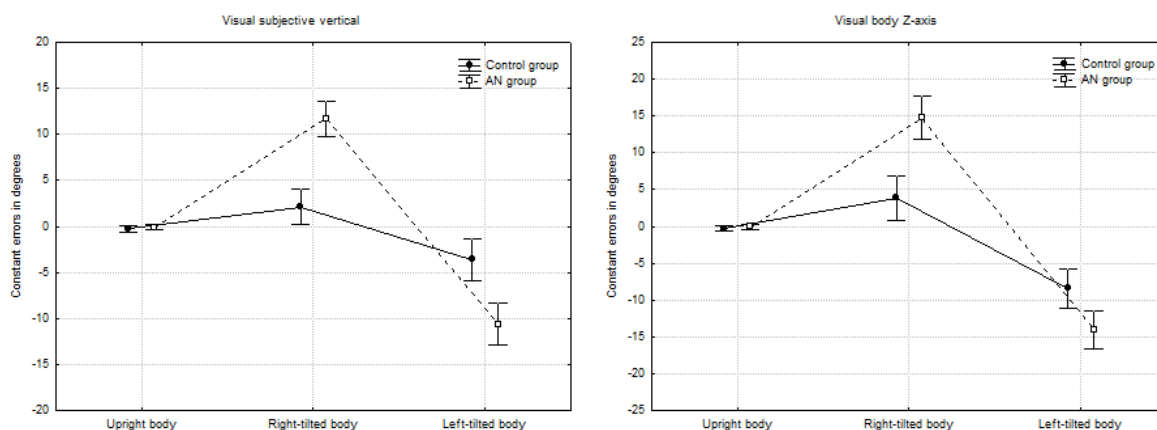 Visual subjective vertical
20
15
10
5
0
-5
-10
-15
-20
Constant errors in degrees
Control group
AN group
Upright body
Right-tilted body
Left-tilted body
Visual body Z-axis
25
20
15
10
5
0
-5
-10
-15
-20
-25
Constant errors in degrees
Control group
AN group
Upright body
Right-tilted body
Left-tilted body